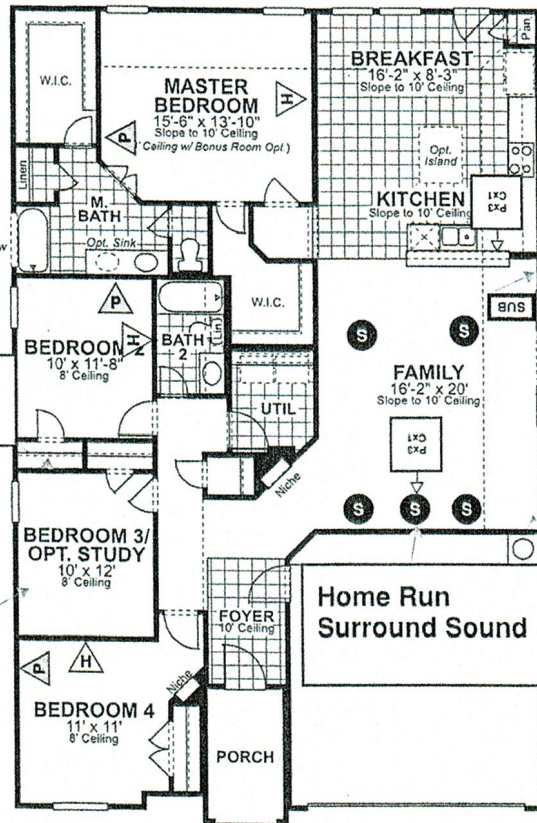 W.I.C.
MASTER
BEDROOM
15'-6" x 13'-10"
Slope to 10' Ceiling
' Ceiling w/ Bonus Room Opt.)
P
H
BREAKFAST
16'-2" x 8'-3"
Slope to 10' Ceiling
Pan.
Opt.
Island
KITCHEN
Slope to 10' Ceiling
Px2
Cx1
Linen
M.
BATH
Opt. Sink
W.I.C.
SUB
P
BEDROOM
10' x 11'-8"
8' Ceiling
H
BATH
2
Lin
S
S
FAMILY
16'-2" x 20'
Slope to 10' Ceiling
UTIL
Px3
Cx1
Niche
S
S
S
BEDROOM 3/
OPT. STUDY
10' x 12'
8' Ceiling
FOYER
10' Ceiling
Home Run
Surround Sound
P
H
Niche
BEDROOM 4
11' x 11'
8' Ceiling
PORCH